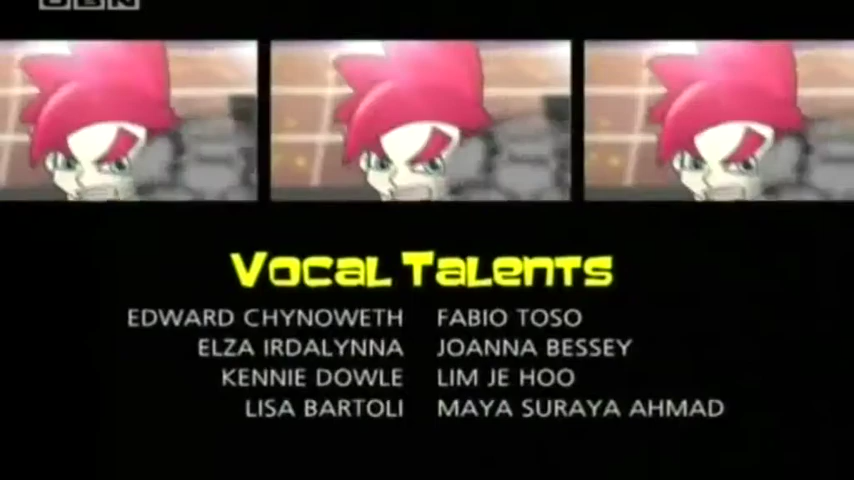 Vocal Talents
EDWARD CHYNOWETH FABIO TOSO
ELZA IRDALYNNA JOANNA BESSEY
KENNIE DOWLE LIM JE HOO
LISA BARTOLI MAYA SURAYA AHMAD